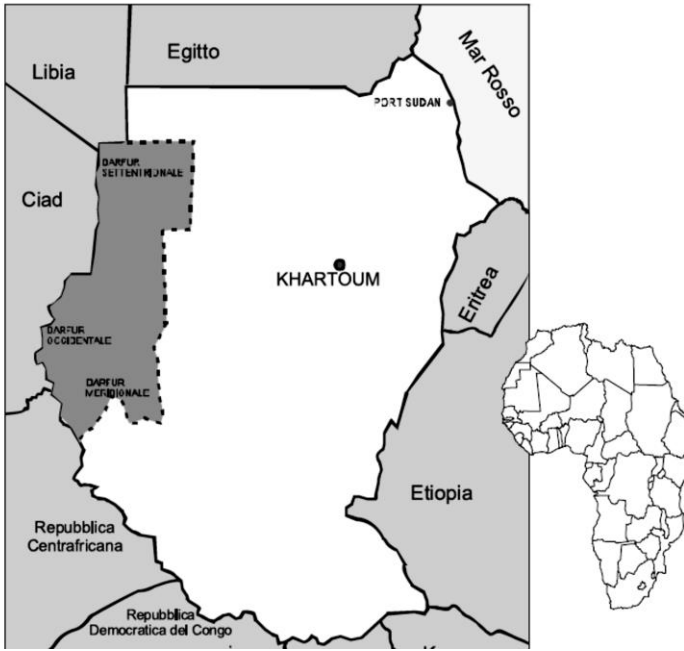 Egitto
Libia
Mar Rosso
PORT SUDAN
DARFUR
SETTENTRIONALE
Ciad
KHARTOUM
Eritrea
DARFUR
OCCIDENTALE
DARFUR
MERIDIONALE
Etiopia
Repubblica
Centrafricana
Repubblica
Democratica del Congo